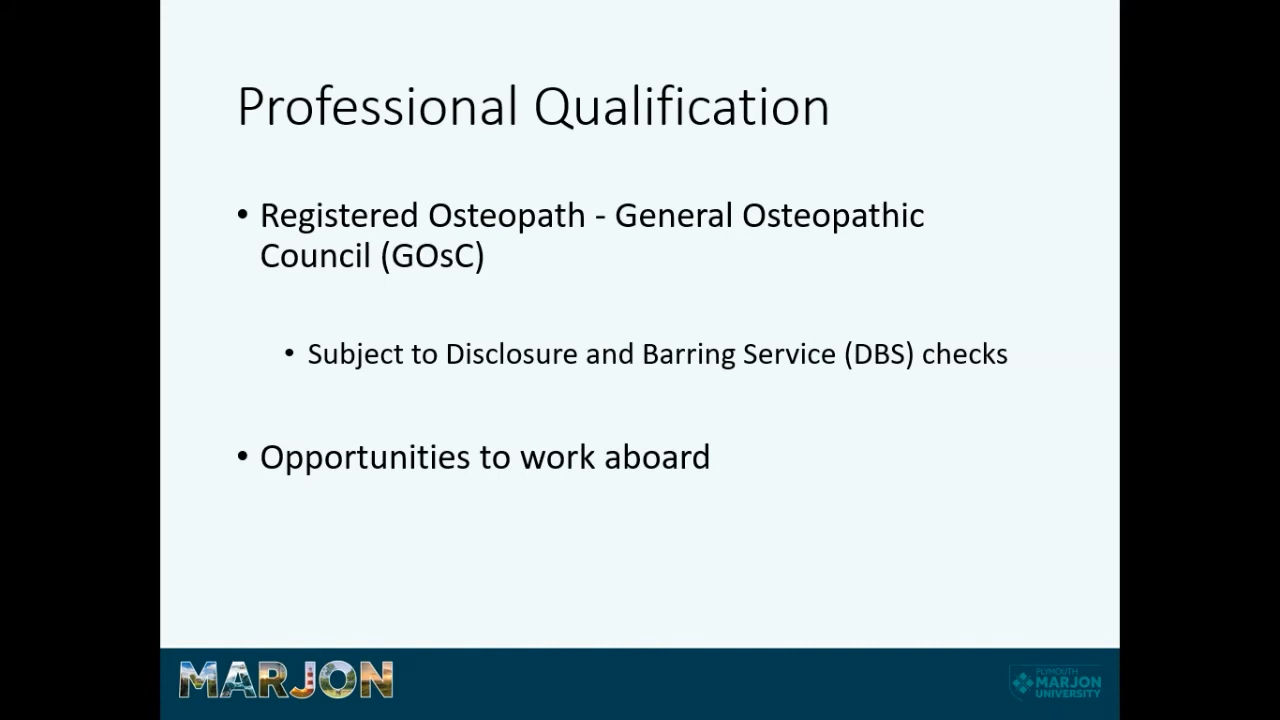 Professional Qualification
• Registered Osteopath - General Osteopathic
Council (GOsC)
• Subject to Disclosure and Barring Service (DBS) checks
• Opportunities to work aboard
MARJON
PLYMOUTH
MARJON
UNIVERSITY